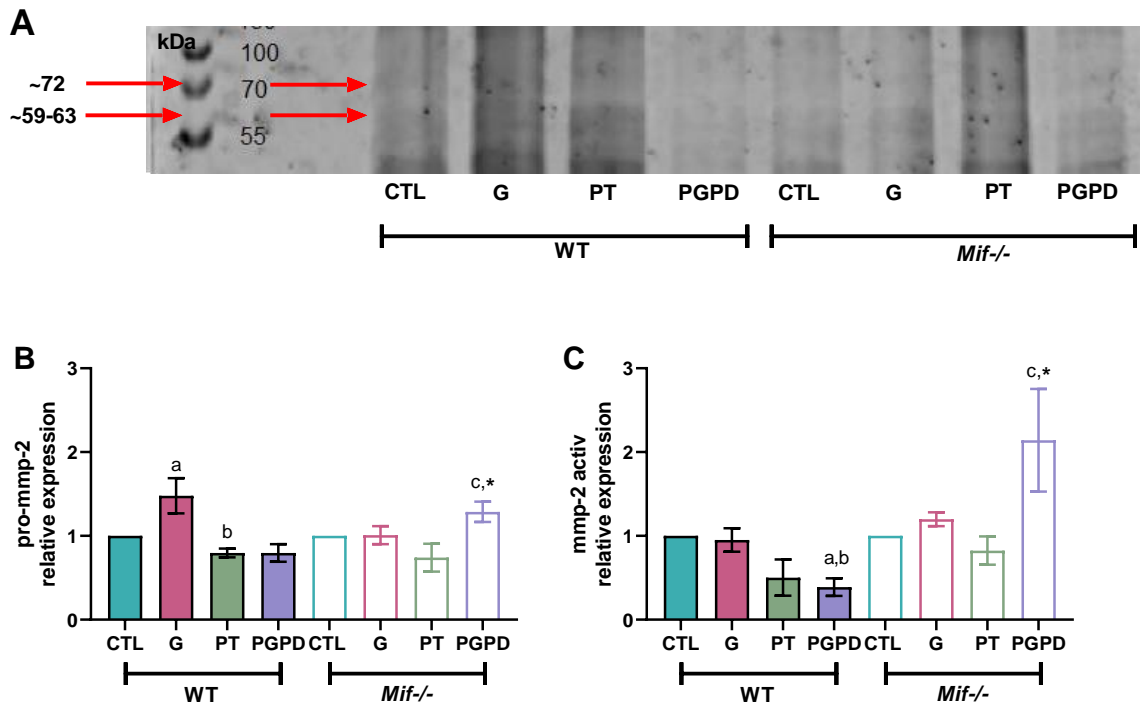 A
kDa
100
~72
70
~59-63
55
CTL G PT PGPD CTL G PT PGPD
WT Mif-/-
B
pro-mmp-2
relative expression
3
2
1
0
a
b
c,*
CTL G PT PGPD CTL G PT PGPD
WT Mif-/-
C
mmp-2 activ
relative expression
3
2
1
0
a,b
c,*
CTL G PT PGPD CTL G PT PGPD
WT Mif-/-